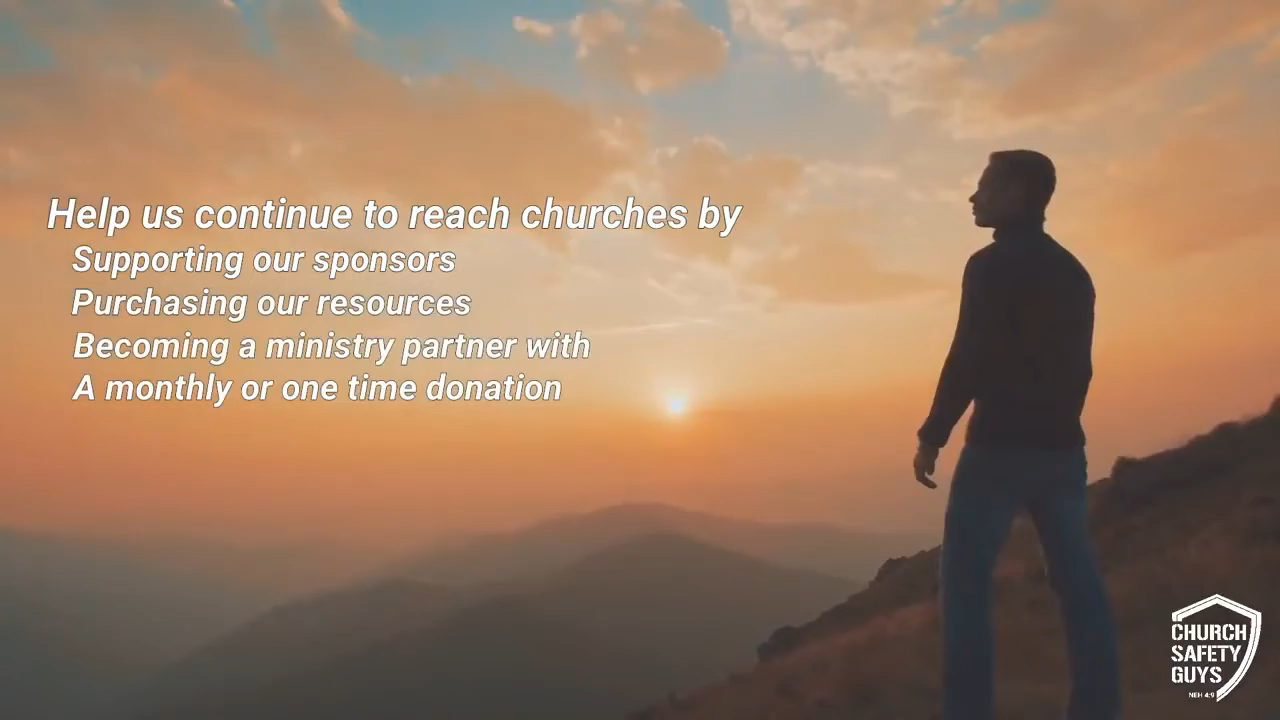 Help us continue to reach churches by
Supporting our sponsors
Purchasing our resources
Becoming a ministry partner with
A monthly or one time donation
CHURCH
SAFETY
GUYS
NEH 4:9